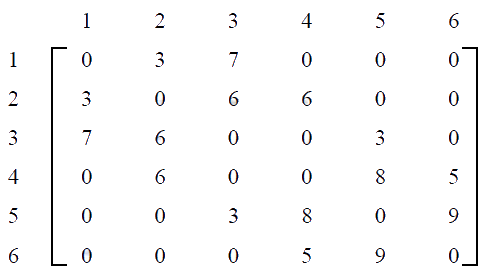 1 2 3 4 5 6
1 0 3 7 0 0 0
2 3 0 6 6 0 0
3 7 6 0 0 3 0
4 0 6 0 0 8 5
5 0 0 3 8 0 9
6 0 0 0 5 9 0